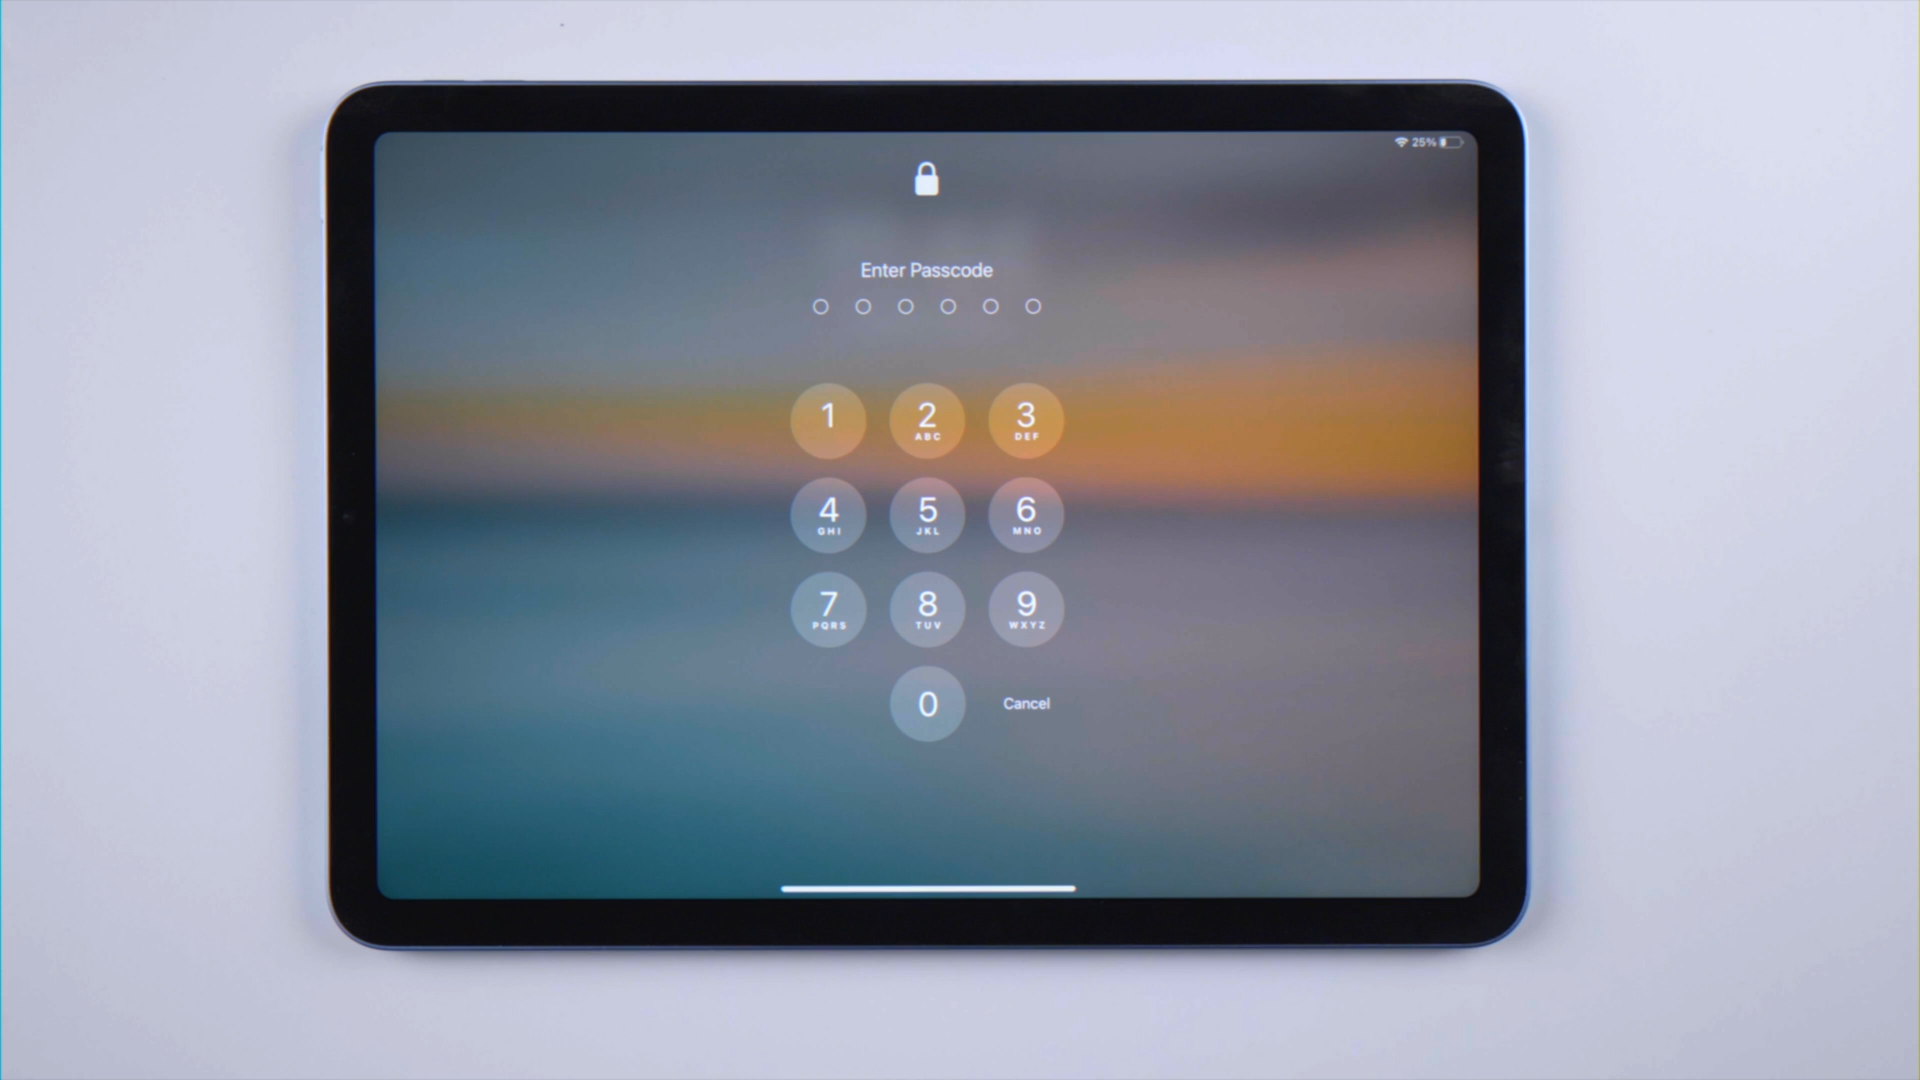 25%
Enter Passcode
1 2 3
ABC DEF
4 5 6
GHI JKL MNO
7 8 9
PQRS TUV WXYZ
0 Cancel